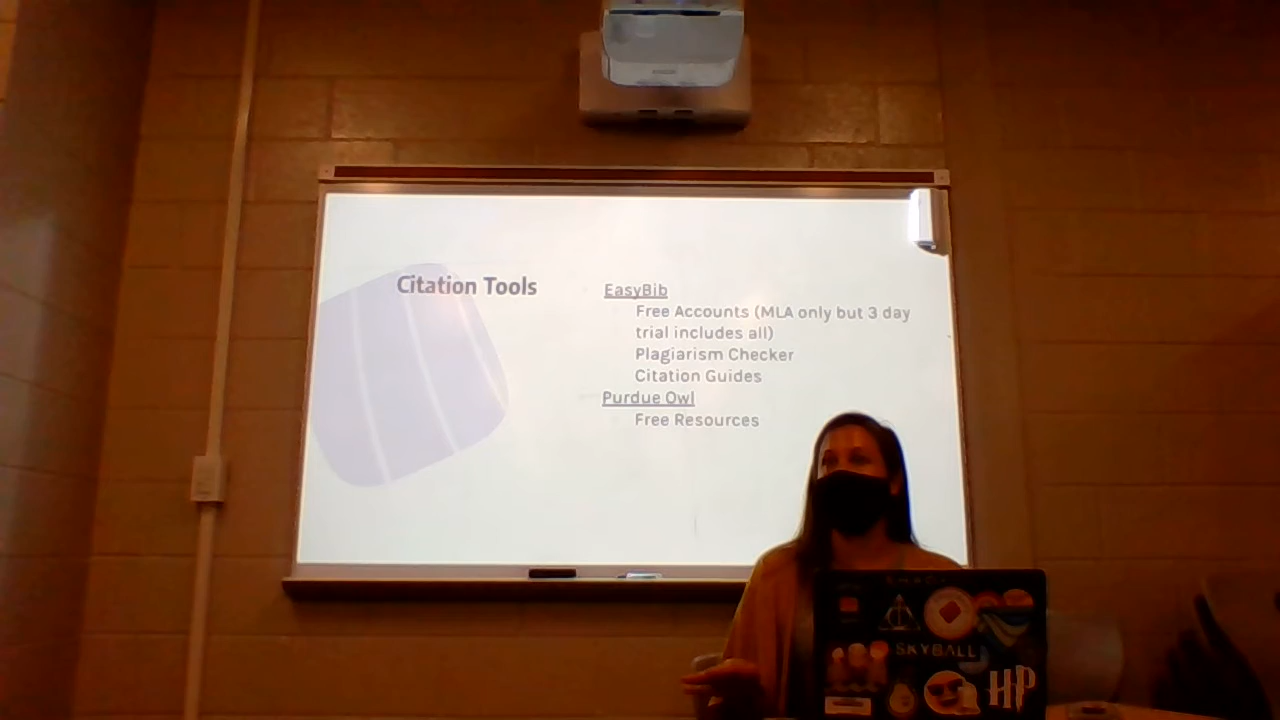 Citation Tools
EasyBib
Free Accounts (MLA only but 3 day
trial includes all)
Plagiarism Checker
Citation Guides
Purdue Owl
Free Resources
SKYBALL
HP